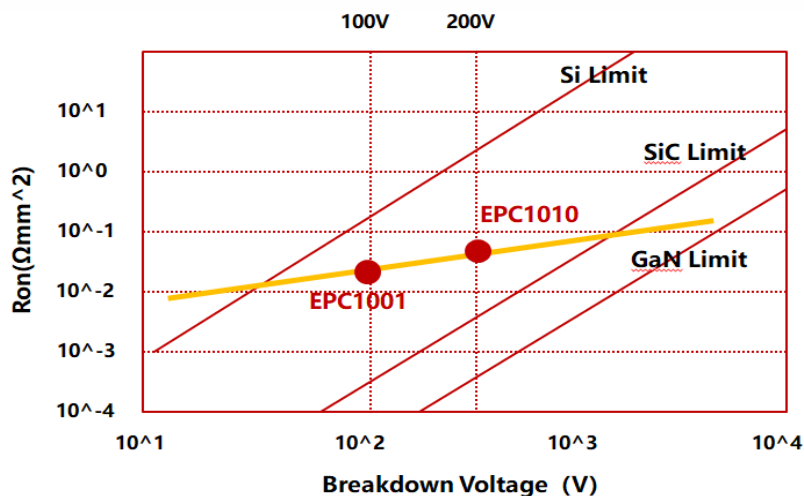 100V 200V
Si Limit
10^1
SiC Limit
10^0
EPC1010
10^-1
GaN Limit
10^-2
EPC1001
10^-3
10^-4
10^1 10^2 10^3 10^4
Ron(Ωmm^2)
Breakdown Voltage（V）